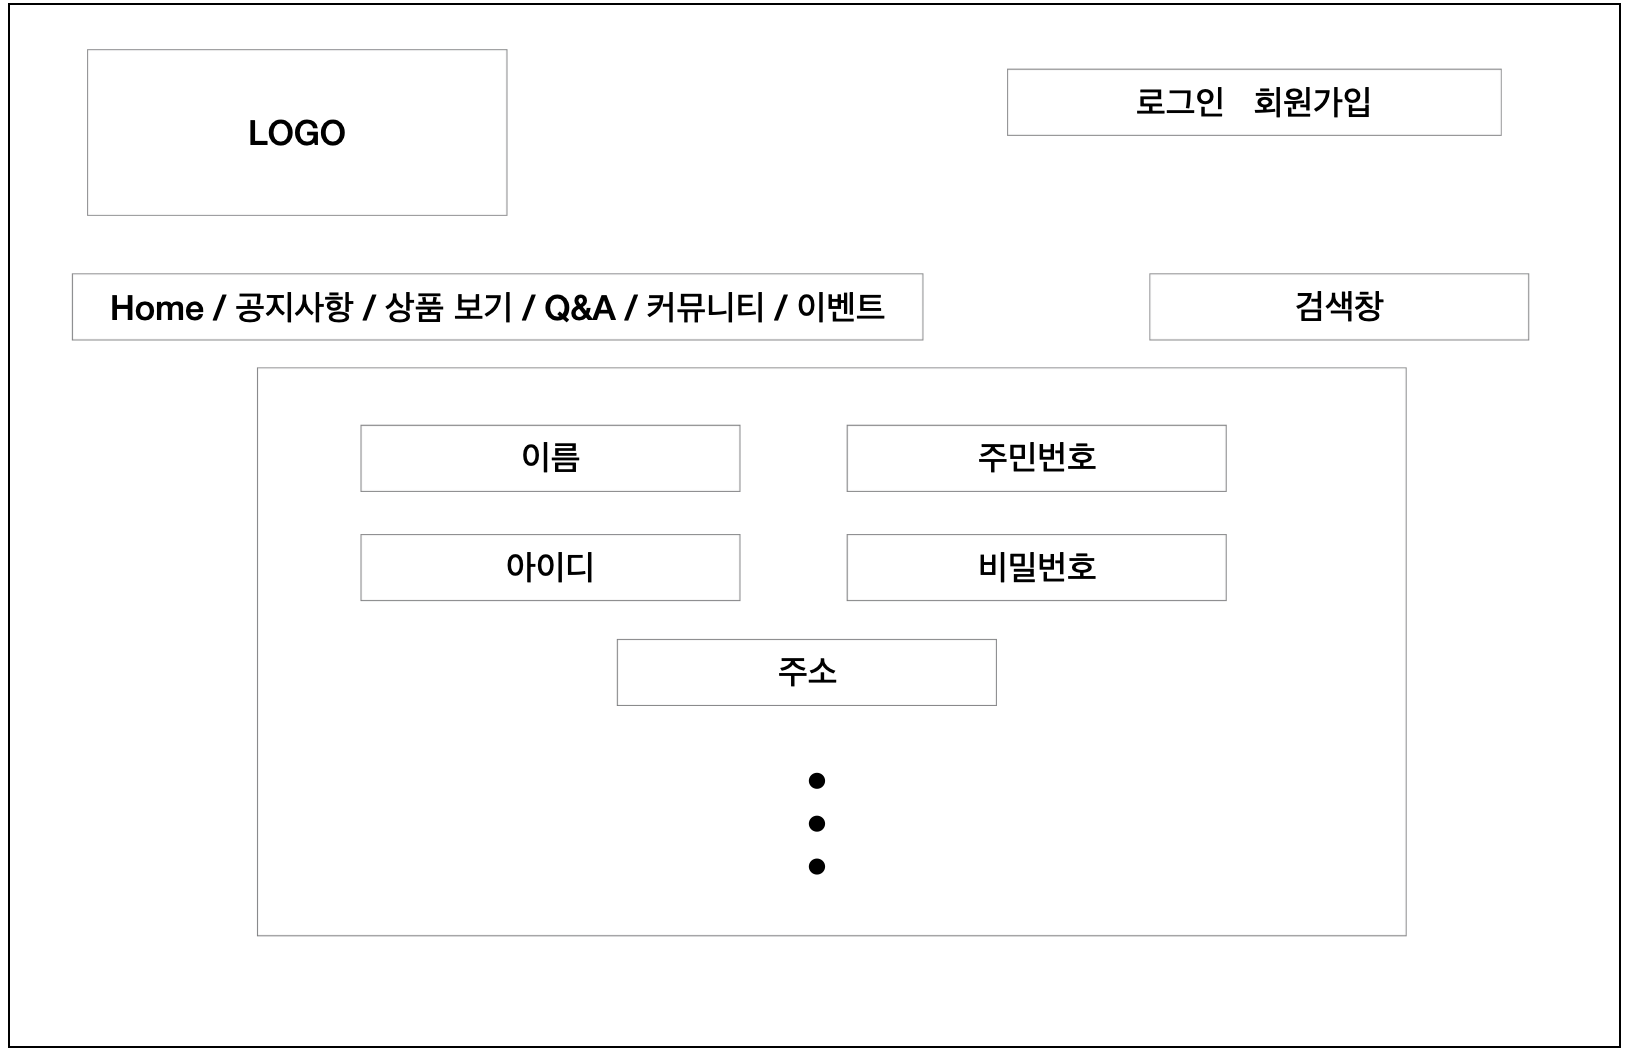 LOGO
로그인 회원가입
Home / 공지사항 / 상품 보기 / Q&A / 커뮤니티 / 이벤트
검색창
이름
주민번호
아이디
비밀번호
주소